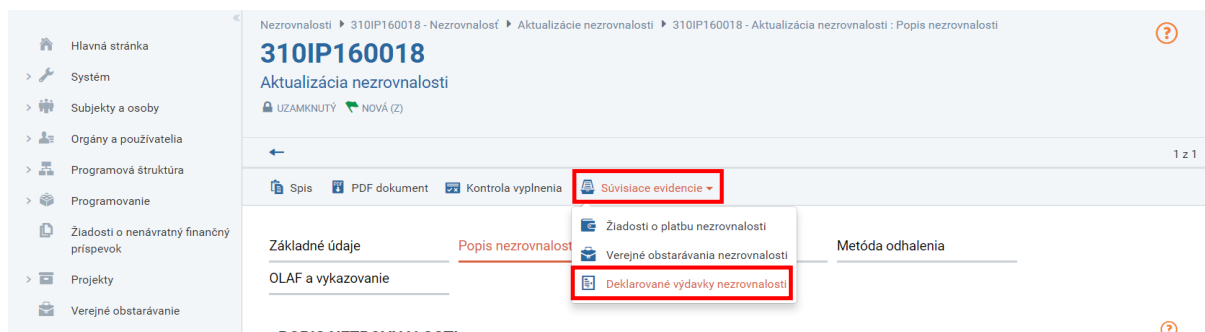 Nezrovnalosti 310IP160018 - Nezrovnalosť Aktualizácie nezrovnalosti 310IP160018 - Aktualizácia nezrovnalosti : Popis nezrovnalosti
310IP160018
Aktualizácia nezrovnalosti
UZAMKNUTÝ NOVÁ (Z)
Hlavná stránka
Systém
Subjekty a osoby
Orgány a používatelia
Programová štruktúra
Programovanie
Žiadosti o nenávratný finančný
príspevok
Projekty
Verejné obstarávanie
1 z 1
Spis PDF dokument Kontrola vyplnenia Súvisiace evidencie
Žiadosti o platbu nezrovnalosti
Verejné obstarávania nezrovnalosti
Deklarované výdavky nezrovnalosti
Základné údaje Popis nezrovnalost Metóda odhalenia
OLAF a vykazovanie